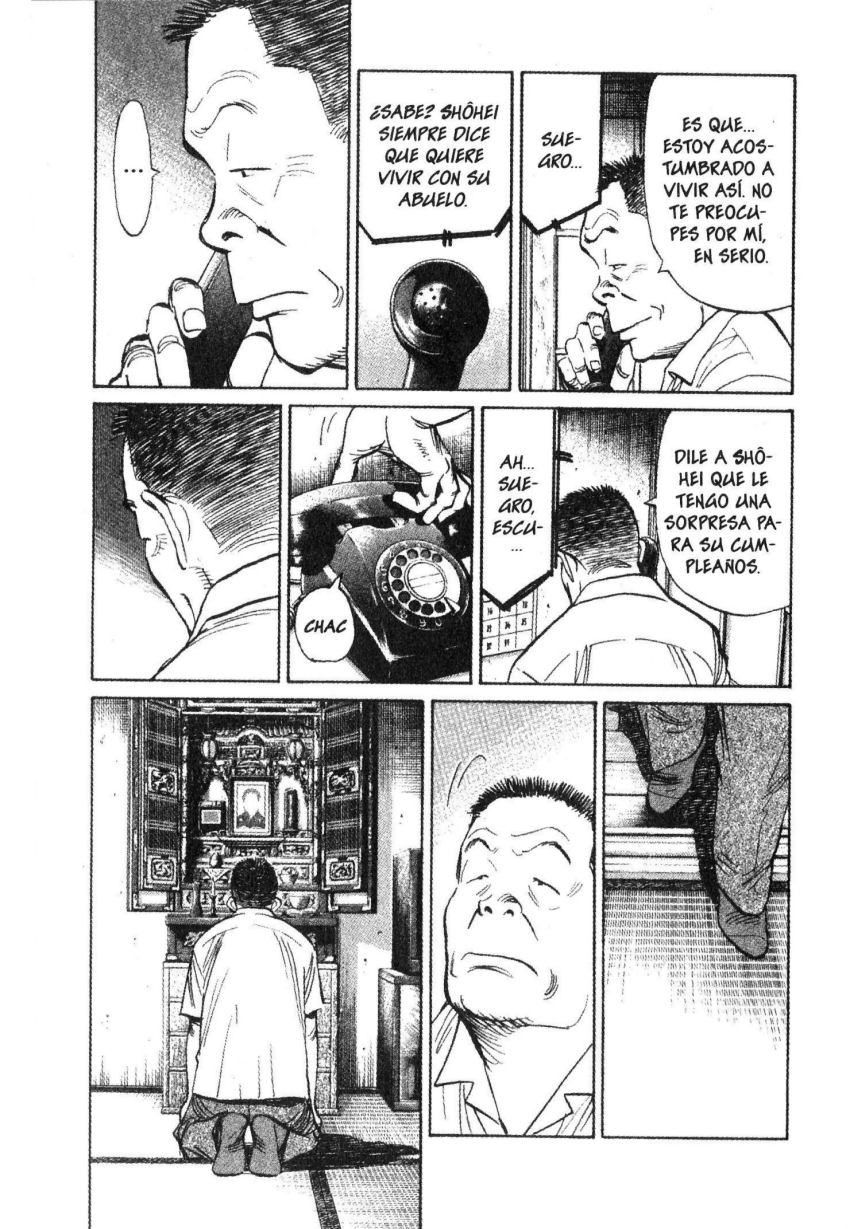 ES QUE...
ESTOY ACOS-
TUMBRADO A
VIVIR ASÍ. NO
TE PREOCU-
PES POR MÍ,
EN SERIO.
SUE-
GRO...
¿SABE? SHÔHEI
SIEMPRE DICE
QUE QUIERE
VIVIR CON SU
ABUELO.
...
DILE A SHÔ-
HEI QUE LE
TENGO UNA
SORPRESA PA-
RA SU CUM-
PLEAÑOS.
AH...
SUE-
GRO,
ESCU-
...
CHAC